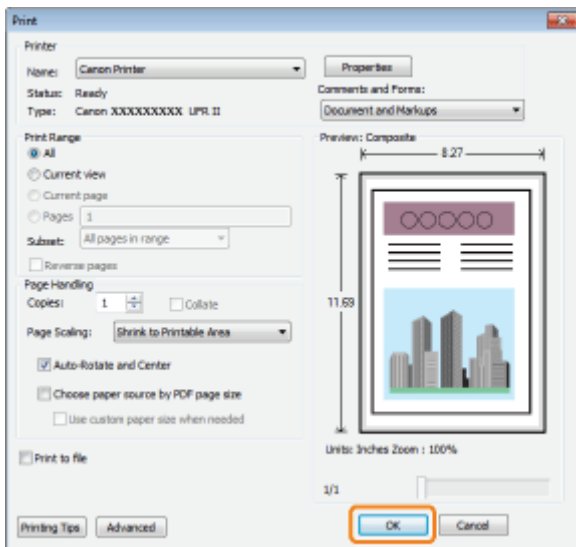 Print
Printer
Name: Canon Printer
Properties
Status: Ready
Comments and Forms:
Type: Canon XXXXXXXXX UFR II
Document and Markups
Print Range
All
Current view
Current page
Pages 1
Subset: All pages in range
Reverse pages
Page Handling
Copies: 1
Collate
Page Scaling: Shrink to Printable Area
Auto-Rotate and Center
Choose paper source by PDF page size
Use custom paper size when needed
Print to file
Preview: Composite
8.27
11.69
Units: Inches Zoom : 100%
1/1
Printing Tips
Advanced
OK
Cancel